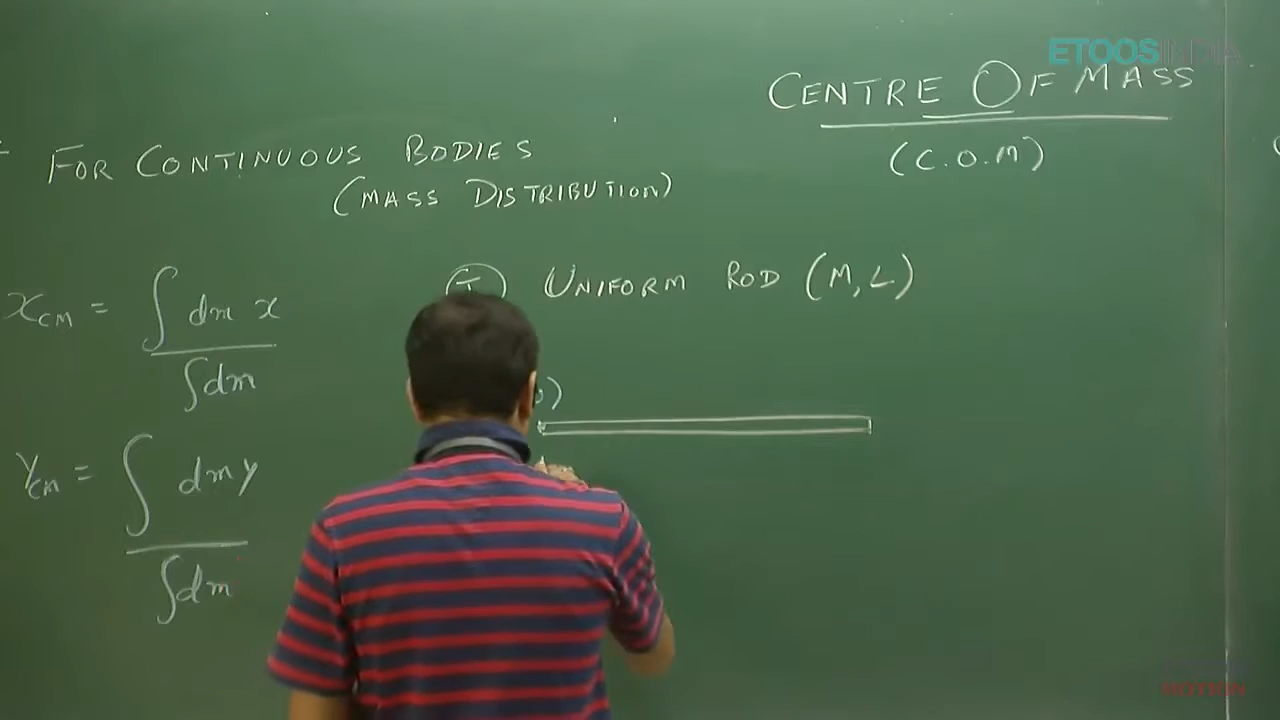 ETOOSINDIA
CENTRE OF MASS
(C.O.M)
FOR CONTINUOUS BODIES
(MASS DISTRIBUTION)
UNIFORM ROD (M, L)
x_CM = ∫ dm x / ∫ dm
y_CM = ∫ dm y / ∫ dm